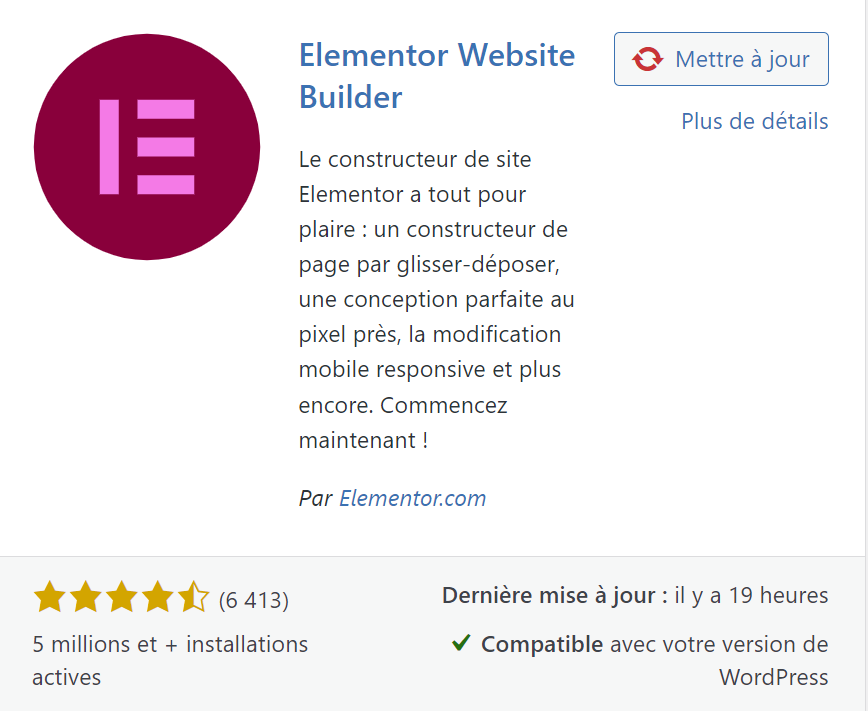 Elementor Website
Builder
Mettre à jour
Plus de détails
Le constructeur de site
Elementor a tout pour
plaire : un constructeur de
page par glisser-déposer,
une conception parfaite au
pixel près, la modification
mobile responsive et plus
encore. Commencez
maintenant !
Par Elementor.com
(6 413)
5 millions et + installations
actives
Dernière mise à jour : il y a 19 heures
Compatible avec votre version de
WordPress